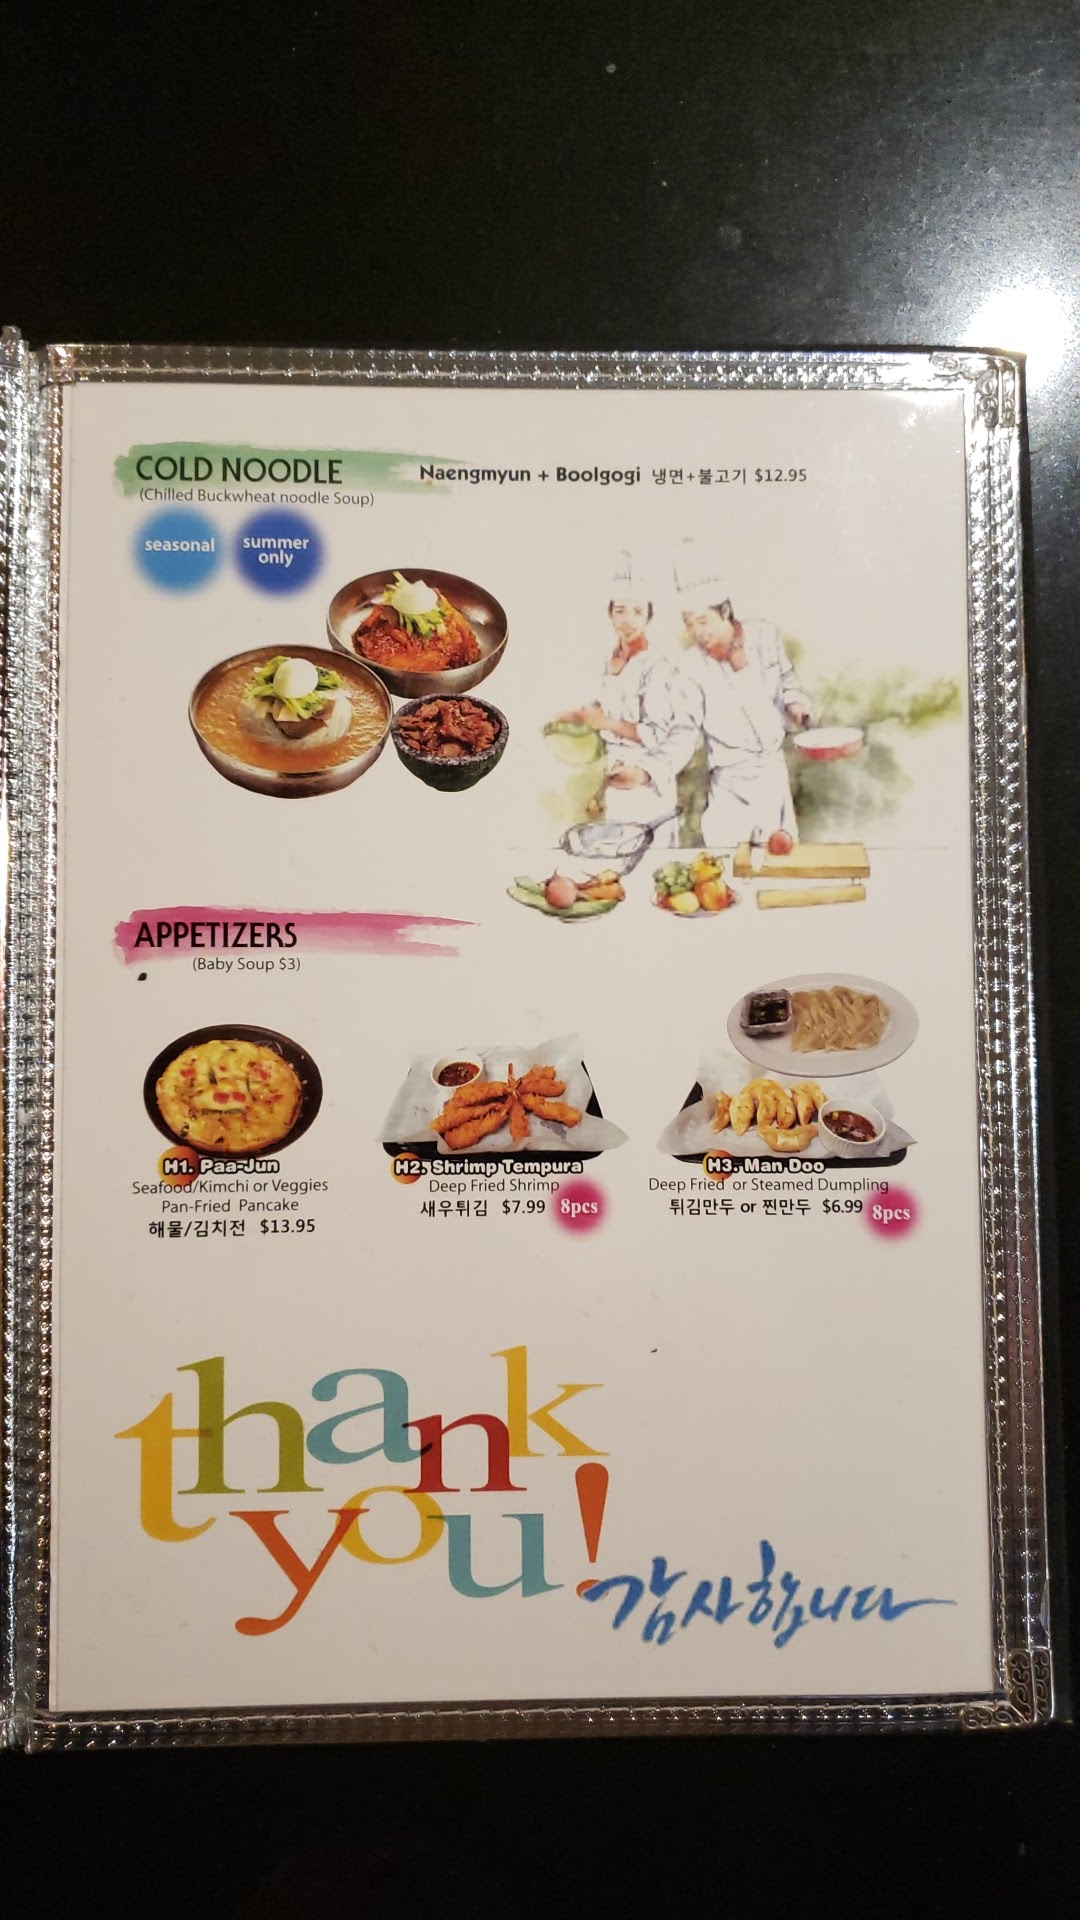 COLD NOODLE
(Chilled Buckwheat noodle Soup)
Naengmyun + Boolgogi 냉면+불고기 $12.95
seasonal
summer
only
APPETIZERS
(Baby Soup $3)
H1. Paa-Jun
Seafood/Kimchi or Veggies
Pan-Fried Pancake
해물/김치전 $13.95
H2. Shrimp Tempura
Deep Fried Shrimp
새우튀김 $7.99 8pcs
H3. Man Doo
Deep Fried or Steamed Dumpling
튀김만두 or 찐만두 $6.99 8pcs
thank
you!
감사합니다